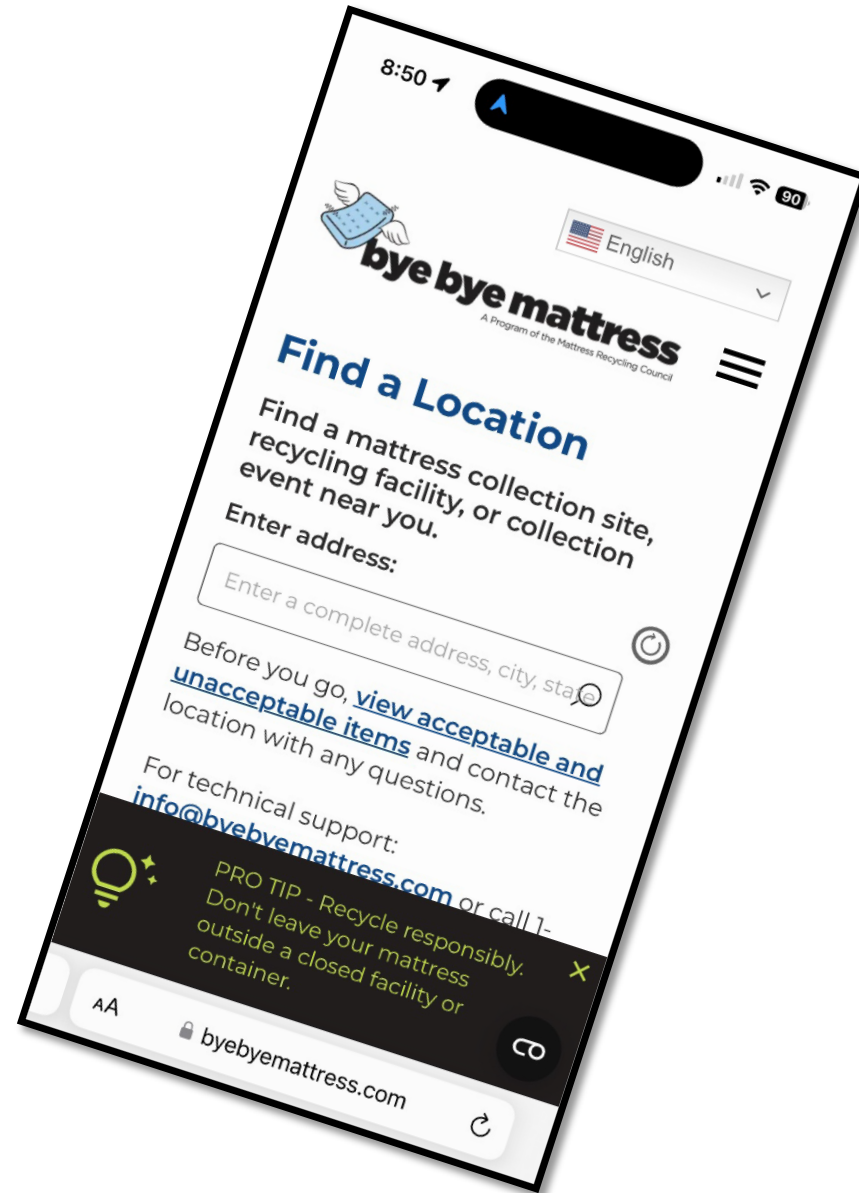 8:50
90
English
bye bye mattress
A Program of the Mattress Recycling Council
Find a Location
Find a mattress collection site,
recycling facility, or collection
event near you.
Enter address:
Enter a complete address, city, state
Before you go, view acceptable and
unacceptable items and contact the
location with any questions.
For technical support:
info@byebyemattress.com or call 1-
PRO TIP - Recycle responsibly.
Don't leave your mattress
outside a closed facility or
container.
AA
byebyemattress.com